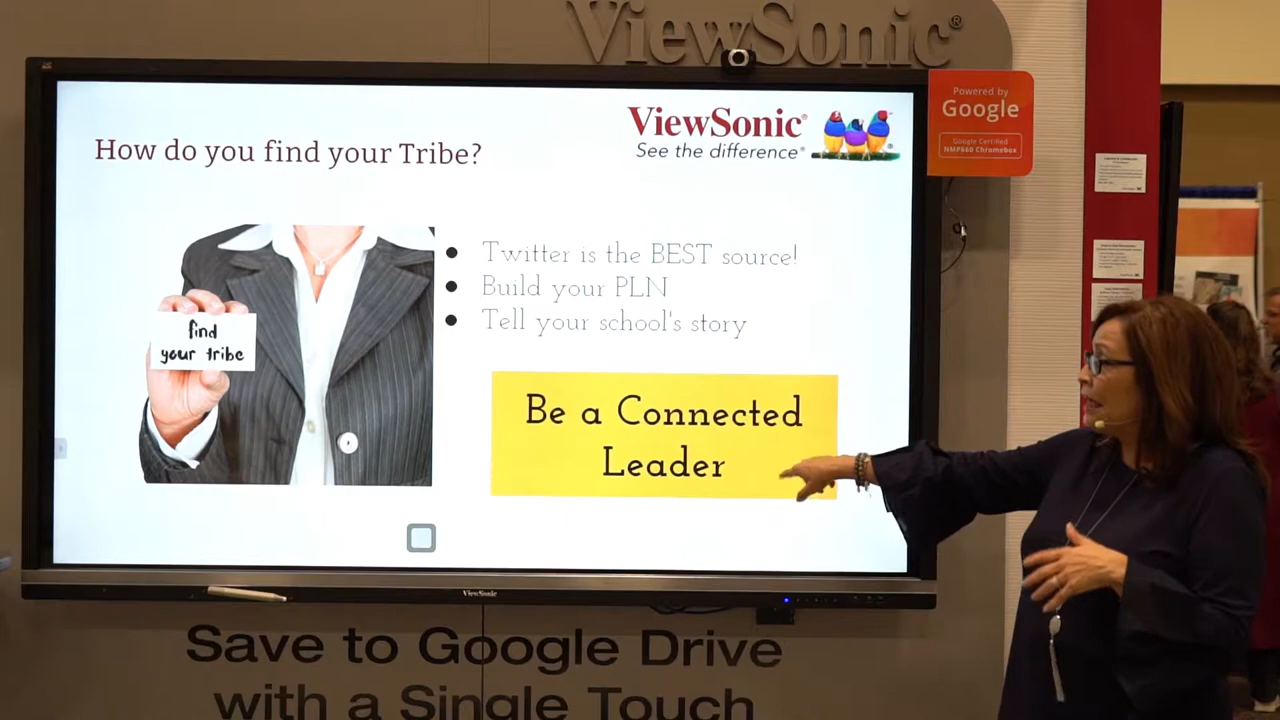 ViewSonic®
Powered by
Google
Google Certified
NMP660 Chromebox
ViewSonic®
See the difference®
How do you find your Tribe?
find
your tribe
● Twitter is the BEST source!
● Build your PLN
● Tell your school's story
Be a Connected
Leader
ViewSonic
Save to Google Drive
with a Single Touch